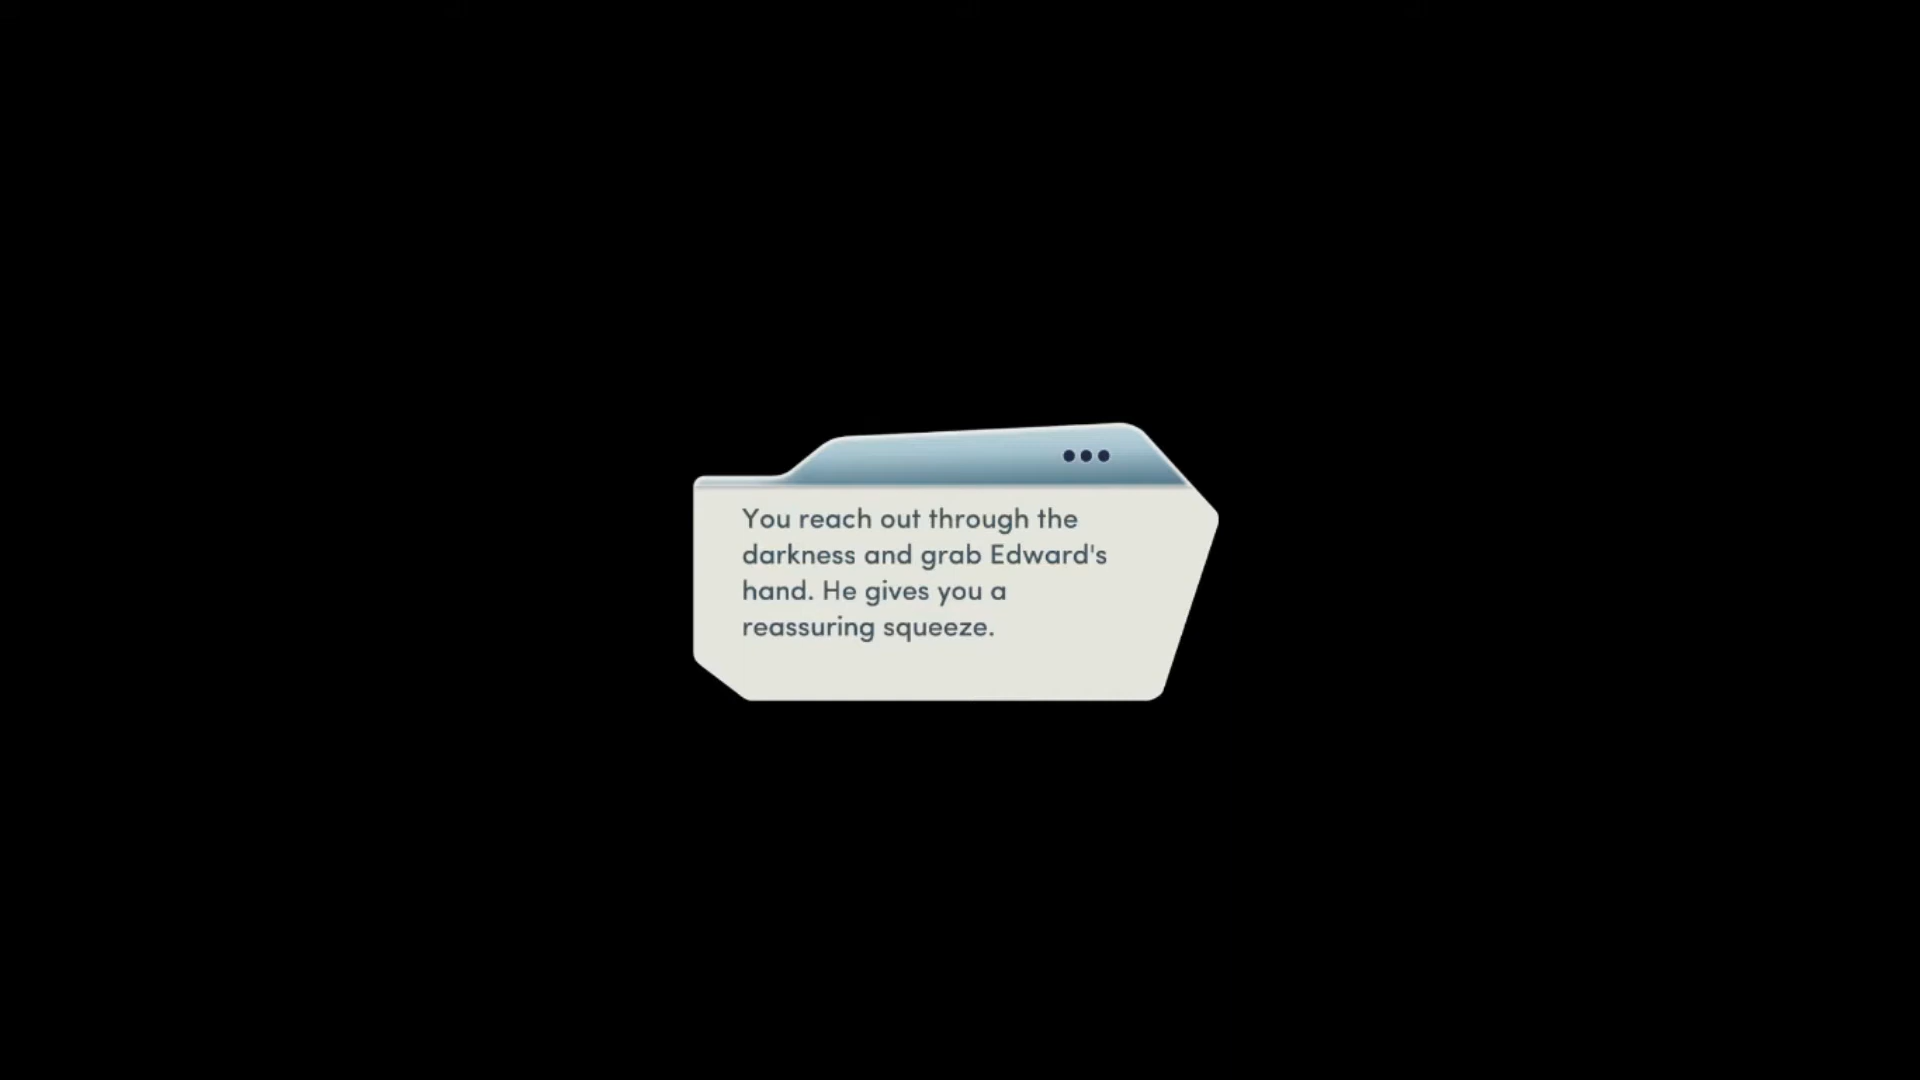 You reach out through the
darkness and grab Edward's
hand. He gives you a
reassuring squeeze.